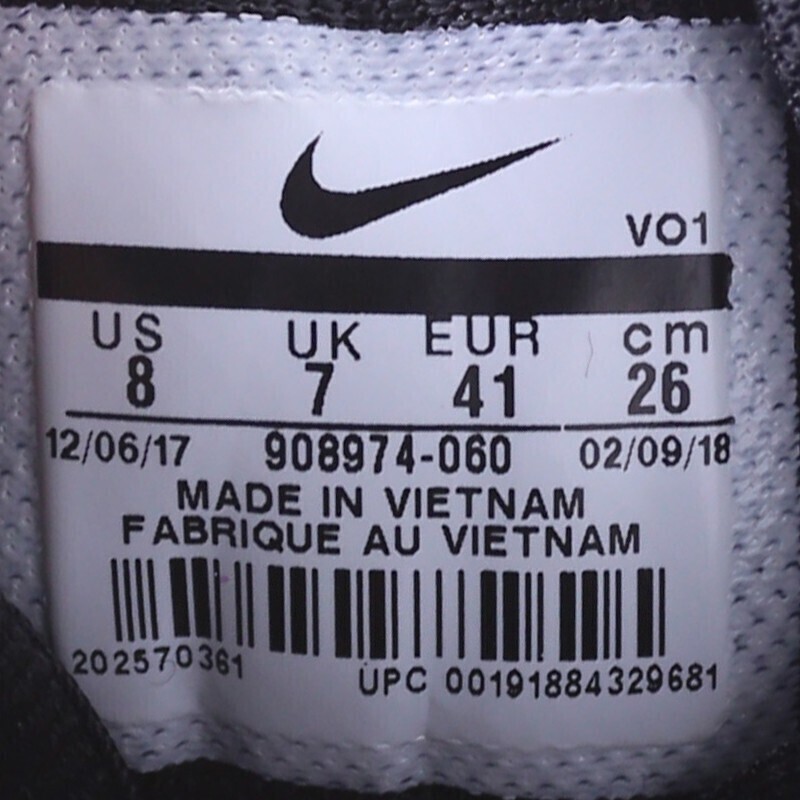 VO1
US UK EUR cm
8 7 41 26
12/06/17 908974-060 02/09/18
MADE IN VIETNAM
FABRIQUE AU VIETNAM
202570361 UPC 00191884329681